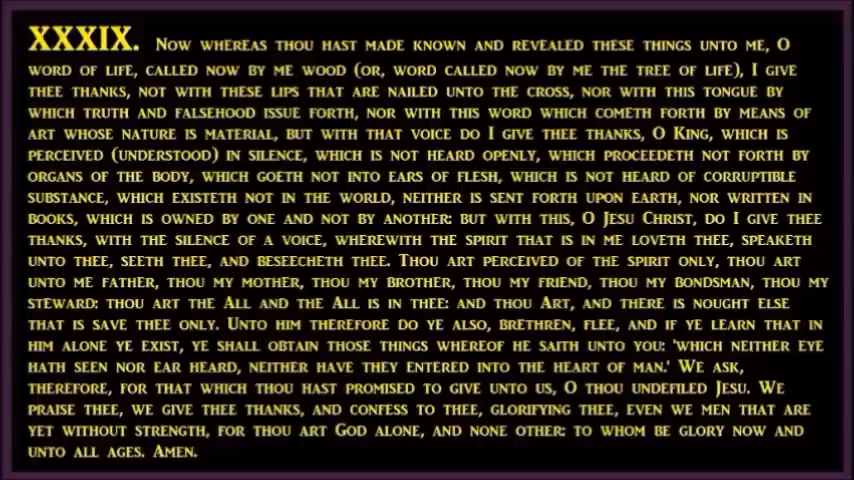 XXXIX. Now whereas thou hast made known and revealed these things unto me, O
word of life, called now by me wood (or, word called now by me the tree of life), I give
thee thanks, not with these lips that are nailed unto the cross, nor with this tongue by
which truth and falsehood issue forth, nor with this word which cometh forth by means of
art whose nature is material, but with that voice do I give thee thanks, O King, which is
perceived (understood) in silence, which is not heard openly, which proceedeth not forth by
organs of the body, which goeth not into ears of flesh, which is not heard of corruptible
substance, which existeth not in the world, neither is sent forth upon earth, nor written in
books, which is owned by one and not by another: but with this, O Jesu Christ, do I give thee
thanks, with the silence of a voice, wherewith the spirit that is in me loveth thee, speaketh
unto thee, seeth thee, and beseecheth thee. Thou art perceived of the spirit only, thou art
unto me father, thou my mother, thou my brother, thou my friend, thou my bondsman, thou my
steward: thou art the All and the All is in thee: and thou Art, and there is nought else
that is save thee only. Unto him therefore do ye also, brethren, flee, and if ye learn that in
him alone ye exist, ye shall obtain those things whereof he saith unto you: 'which neither eye
hath seen nor ear heard, neither have they entered into the heart of man.' We ask,
therefore, for that which thou hast promised to give unto us, O thou undefiled Jesu. We
praise thee, we give thee thanks, and confess to thee, glorifying thee, even we men that are
yet without strength, for thou art God alone, and none other: to whom be glory now and
unto all ages. Amen.